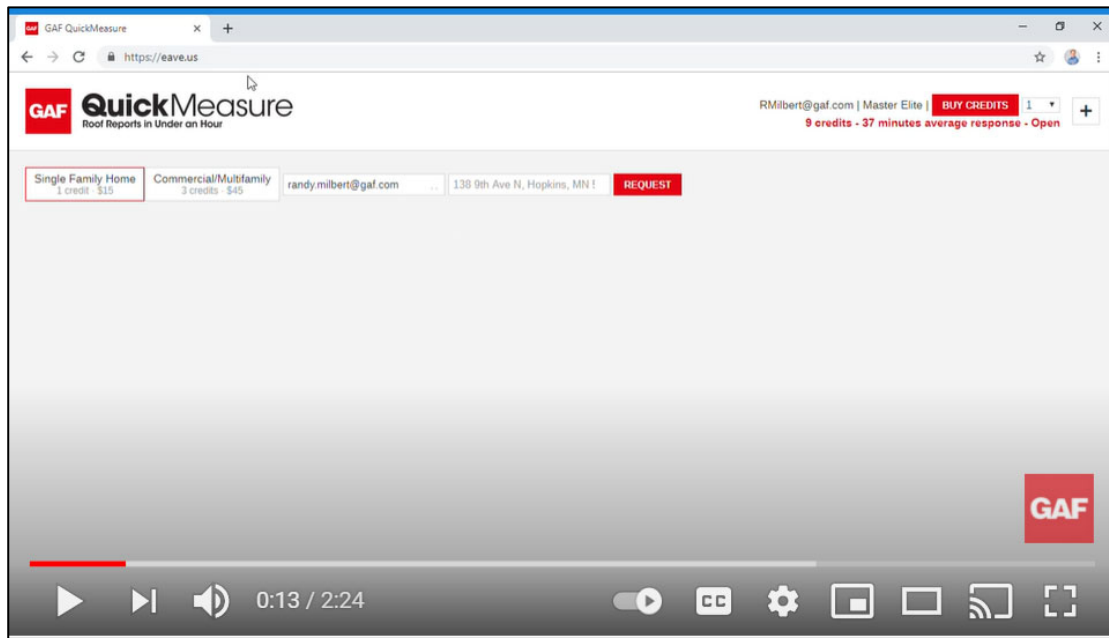 GAF QuickMeasure
https://eave.us
GAF QuickMeasure
Roof Reports in Under an Hour
RMilbert@gaf.com | Master Elite | BUY CREDITS 1
9 credits - 37 minutes average response - Open
Single Family Home
1 credit - $15
Commercial/Multifamily
3 credits - $45
randy.milbert@gaf.com ..
138 9th Ave N, Hopkins, MN
REQUEST
GAF
0:13 / 2:24
CC